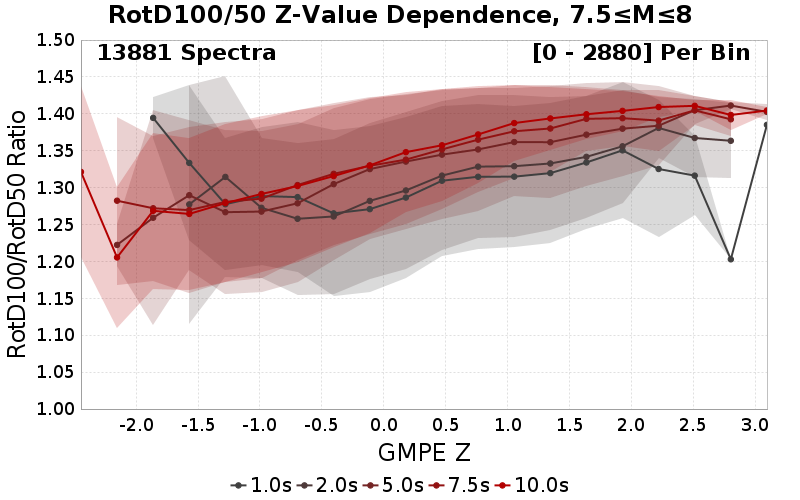 RotD100/50 Z-Value Dependence, 7.5≤M≤8
13881 Spectra
[0 - 2880] Per Bin
RotD100/RotD50 Ratio
1.50
1.45
1.40
1.35
1.30
1.25
1.20
1.15
1.10
1.05
1.00
-2.0 -1.5 -1.0 -0.5 0.0 0.5 1.0 1.5 2.0 2.5 3.0
GMPE Z
1.0s 2.0s 5.0s 7.5s 10.0s